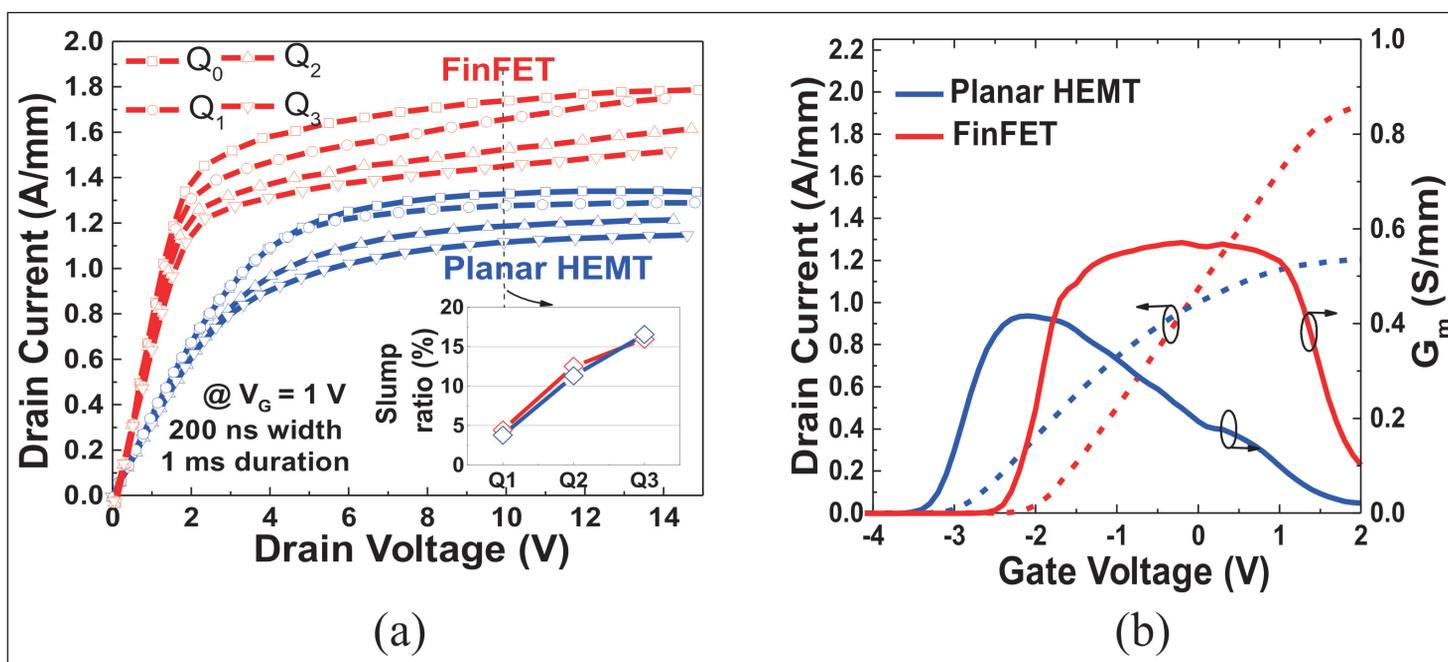 2.0
1.8
1.6
1.4
1.2
1.0
0.8
0.6
0.4
0.2
0.0
Drain Current (A/mm)
Q0 Q2
Q1 Q3
FinFET
Planar HEMT
@ VG = 1 V
200 ns width
1 ms duration
20
15
10
5
0
Slump
ratio (%)
Q1 Q2 Q3
0 2 4 6 8 10 12 14
Drain Voltage (V)
(a)
2.2
2.0
1.8
1.6
1.4
1.2
1.0
0.8
0.6
0.4
0.2
0.0
Drain Current (A/mm)
Planar HEMT
FinFET
1.0
0.8
0.6
0.4
0.2
0.0
Gm (S/mm)
-4 -3 -2 -1 0 1 2
Gate Voltage (V)
(b)